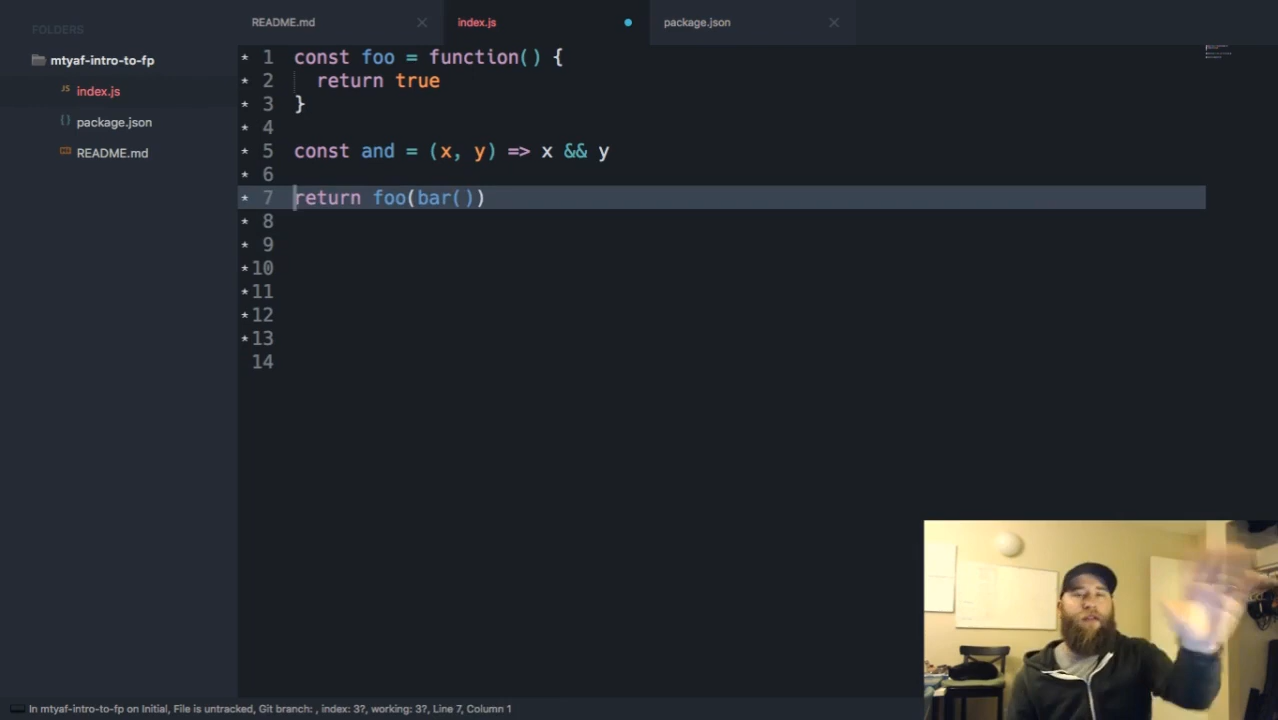 FOLDERS
mtyaf-intro-to-fp
JS index.js
{} package.json
README.md
README.md
index.js
package.json
* 1 const foo = function() {
* 2 return true
* 3 }
* 4
* 5 const and = (x, y) => x && y
* 6
* 7 return foo(bar())
* 8
* 9
* 10
* 11
* 12
* 13
14
In mtyaf-intro-to-fp on Initial, File is untracked, Git branch: , index: 3?, working: 3?, Line 7, Column 1